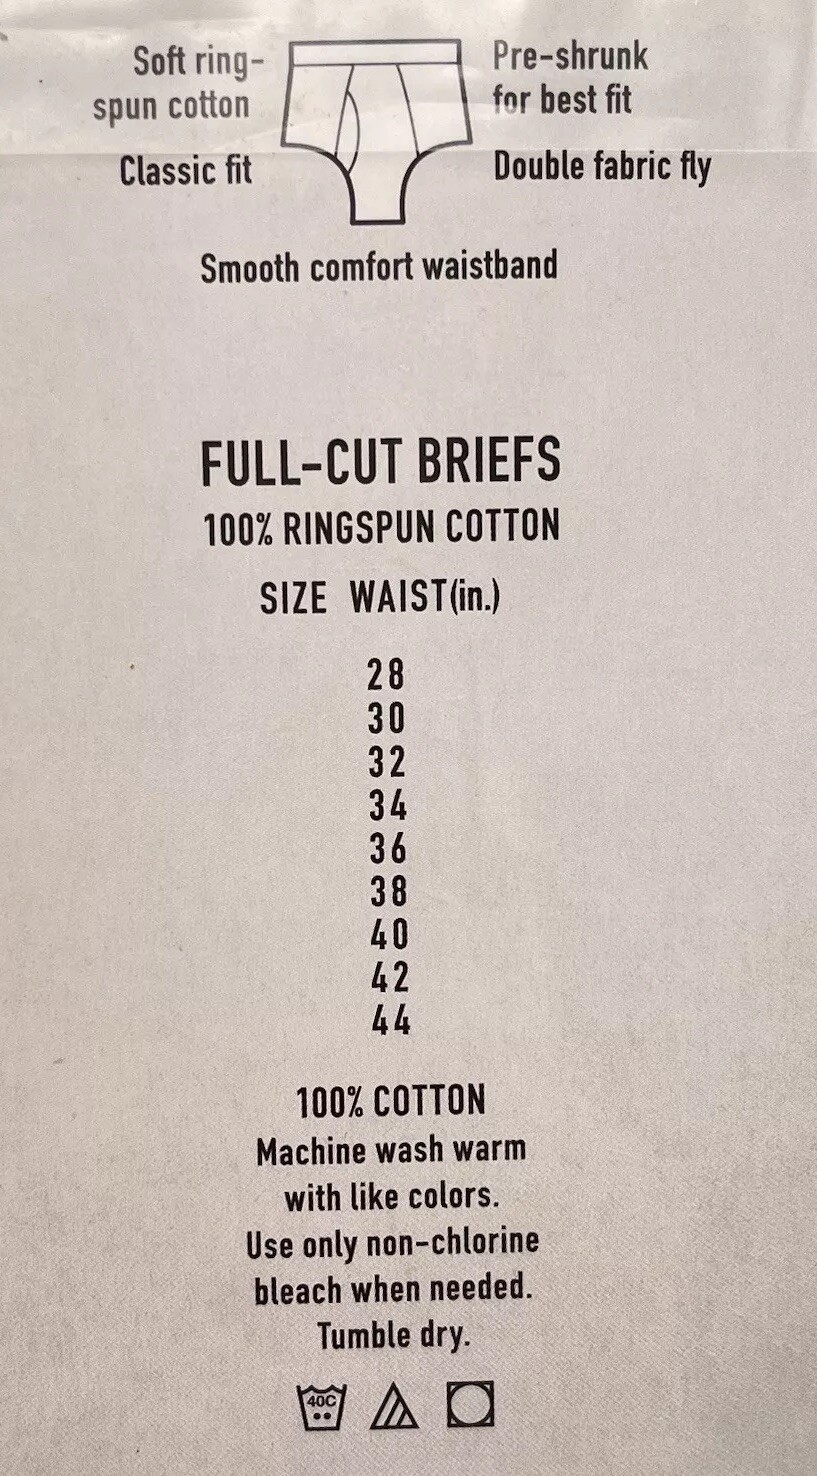 Soft ring-
spun cotton
Classic fit
Pre-shrunk
for best fit
Double fabric fly
Smooth comfort waistband
FULL-CUT BRIEFS
100% RINGSPUN COTTON
SIZE WAIST(in.)
28
30
32
34
36
38
40
42
44
100% COTTON
Machine wash warm
with like colors.
Use only non-chlorine
bleach when needed.
Tumble dry.
40C